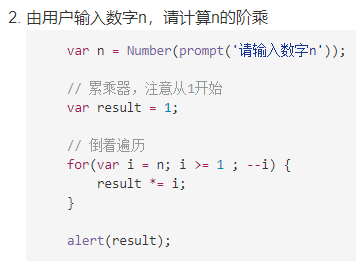 2. 由用户输入数字n，请计算n的阶乘
var n = Number(prompt('请输入数字n'));
// 累乘器，注意从1开始
var result = 1;
// 倒着遍历
for(var i = n; i >= 1 ; --i) {
result *= i;
}
alert(result);